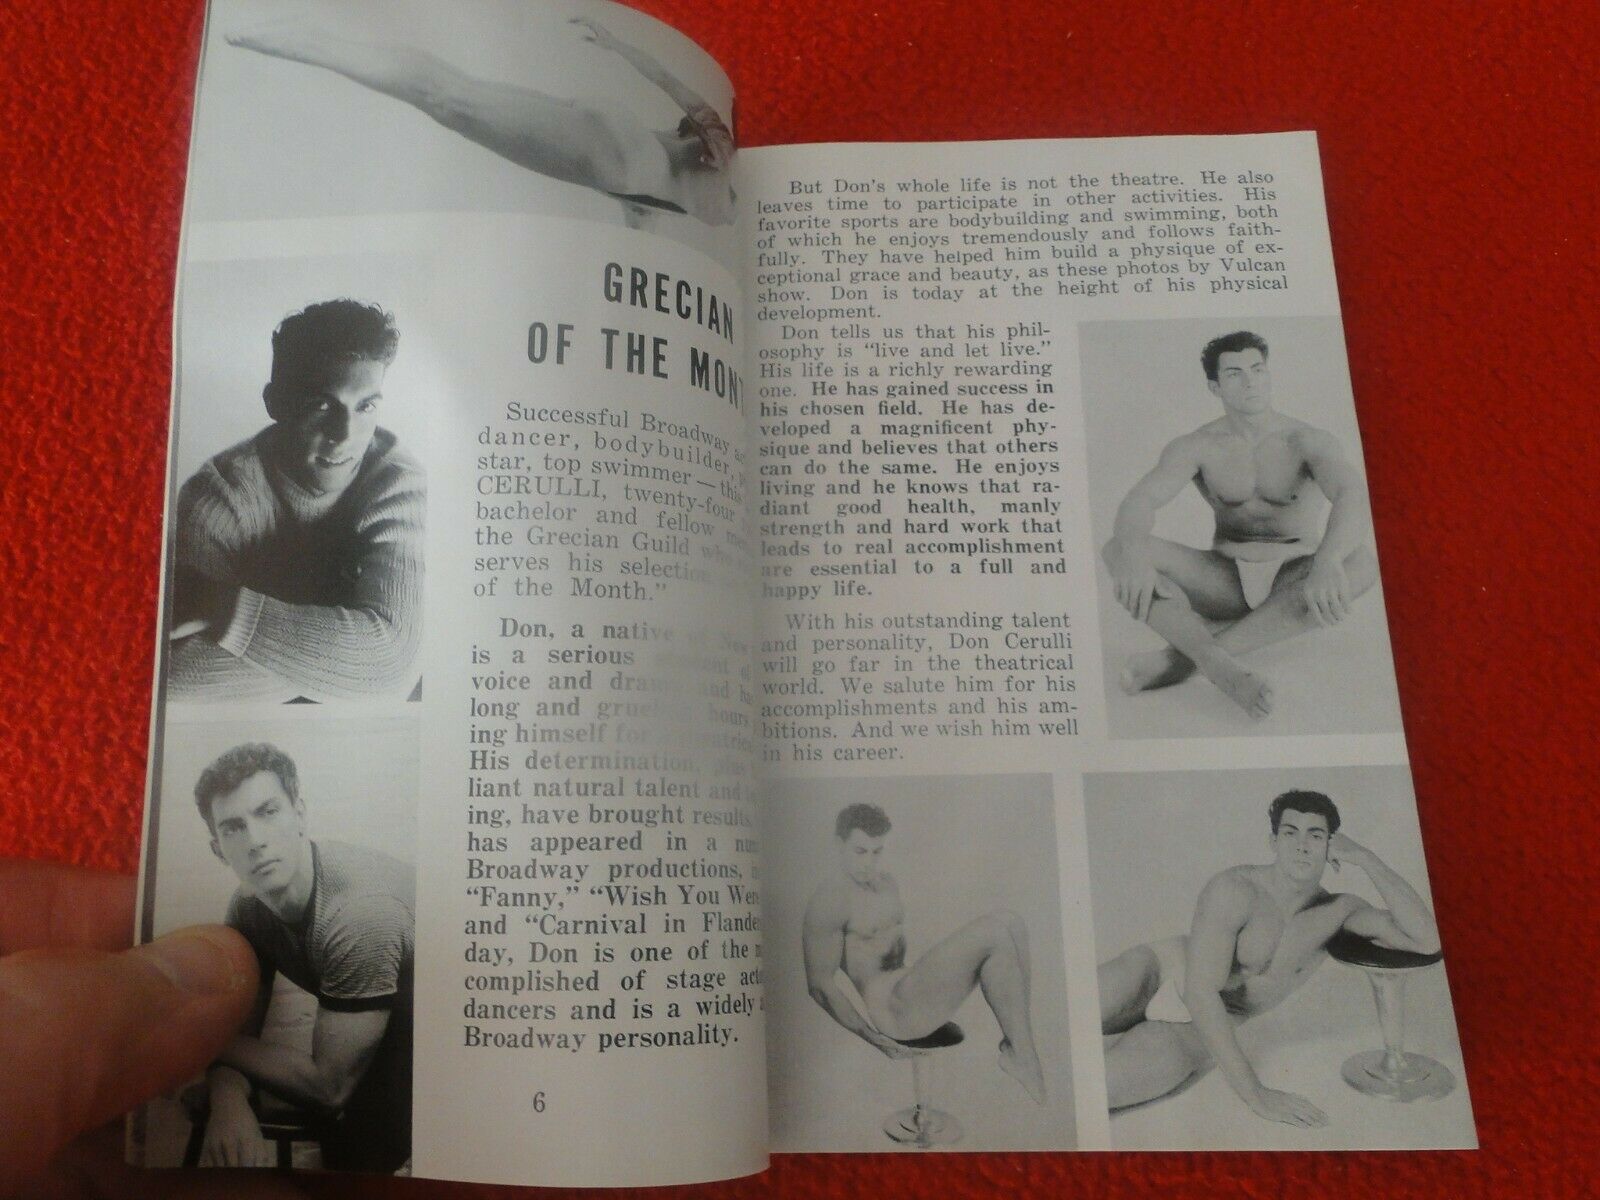 GRECIAN
OF THE
Successful Broadway
dancer, bodybuilder,
star, top swimmer—this
CERULLI, twenty-four
bachelor and fellow
the Grecian Guild who
serves his selection
of the Month."
Don, a native of New
is a serious of
voice and drama and
long and grueling hours
ing himself for
His determination,
liant natural talent and
ing, have brought results.
has appeared in a
Broadway productions,
"Fanny," "Wish You
and "Carnival in
day, Don is one of the
complished of stage
dancers and is a widely
Broadway personality.
6
But Don's whole life is not the theatre. He also
leaves time to participate in other activities. His
favorite sports are bodybuilding and swimming, both
of which he enjoys tremendously and follows faith-
fully. They have helped him build a physique of ex-
ceptional grace and beauty, as these photos by Vulcan
show. Don is today at the height of his physical
development.
Don tells us that his phil-
osophy is "live and let live."
His life is a richly rewarding
one. He has gained success in
his chosen field. He has de-
veloped a magnificent phy-
sique and believes that others
can do the same. He enjoys
living and he knows that ra-
diant good health, manly
strength and hard work that
leads to real accomplishment
are essential to a full and
happy life.
With his outstanding talent
and personality, Don Cerulli
will go far in the theatrical
world. We salute him for his
accomplishments and his am-
bitions. And we wish him well
in his career.